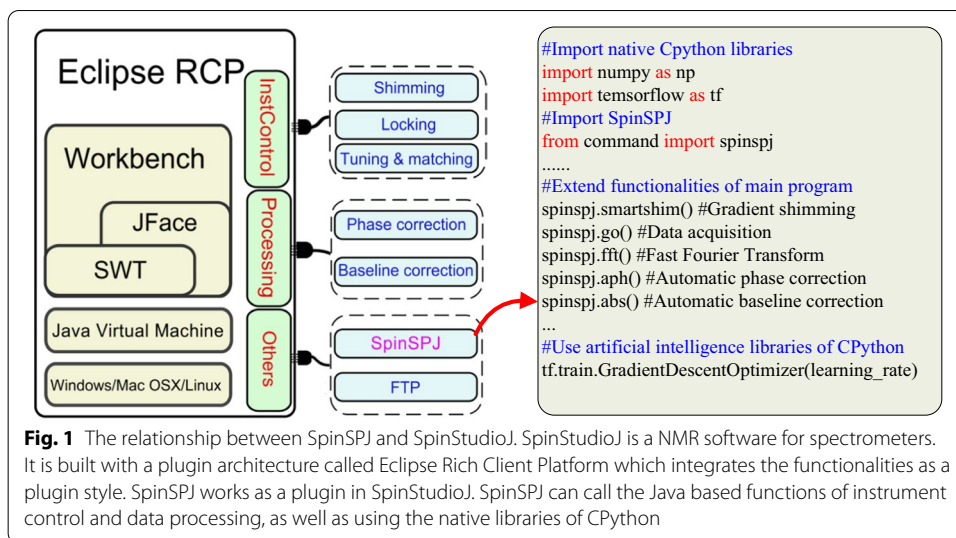 Eclipse RCP
Workbench
JFace
SWT
Java Virtual Machine
Windows/Mac OSX/Linux
InstControl
Processing
Others
Shimming
Locking
Tuning & matching
Phase correction
Baseline correction
SpinSPJ
FTP
#Import native Cpython libraries
import numpy as np
import temsorflow as tf
#Import SpinSPJ
from command import spinspj
......
#Extend functionalities of main program
spinspj.smartshim() #Gradient shimming
spinspj.go() #Data acquisition
spinspj.fft() #Fast Fourier Transform
spinspj.aph() #Automatic phase correction
spinspj.abs() #Automatic baseline correction
...
#Use artificial intelligence libraries of CPython
tf.train.GradientDescentOptimizer(learning_rate)
Fig. 1 The relationship between SpinSPJ and SpinStudioJ. SpinStudioJ is a NMR software for spectrometers.
It is built with a plugin architecture called Eclipse Rich Client Platform which integrates the functionalities as a
plugin style. SpinSPJ works as a plugin in SpinStudioJ. SpinSPJ can call the Java based functions of instrument
control and data processing, as well as using the native libraries of CPython